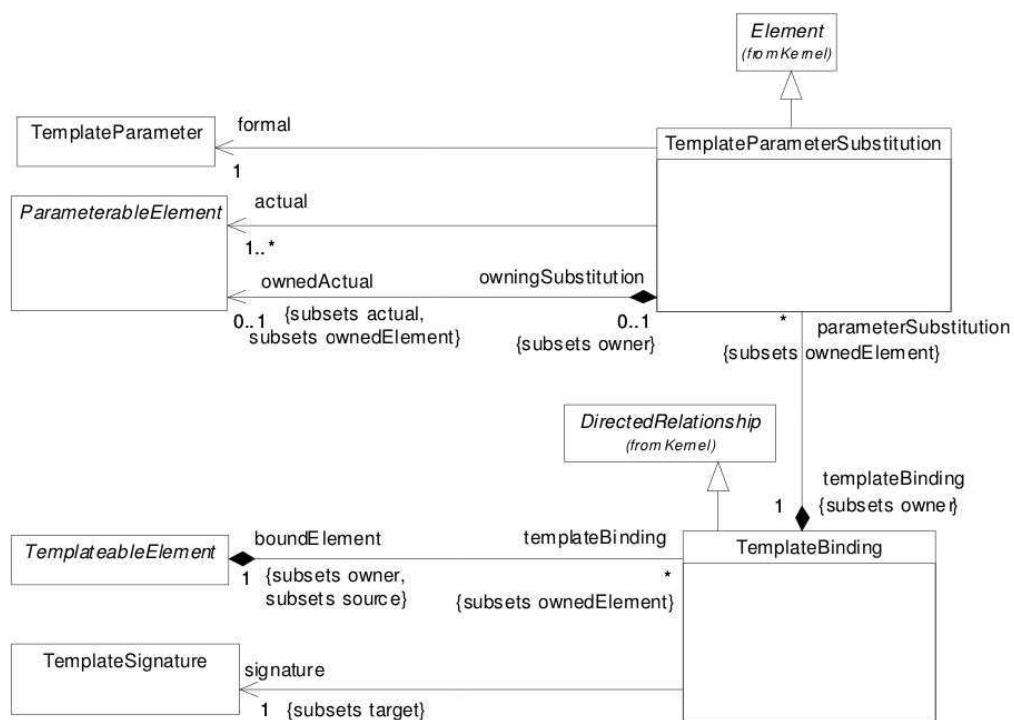 Element
(from Kernel)
TemplateParameter
formal
1
TemplateParameterSubstitution
ParameterableElement
actual
1..*
ownedActual
0..1
{subsets actual,
subsets ownedElement}
owningSubstitution
0..1
{subsets owner}
*
parameterSubstitution
{subsets ownedElement}
DirectedRelationship
(from Kernel)
templateBinding
1
{subsets owner}
TemplateableElement
boundElement
1
{subsets owner,
subsets source}
templateBinding
*
{subsets ownedElement}
TemplateBinding
TemplateSignature
signature
1
{subsets target}